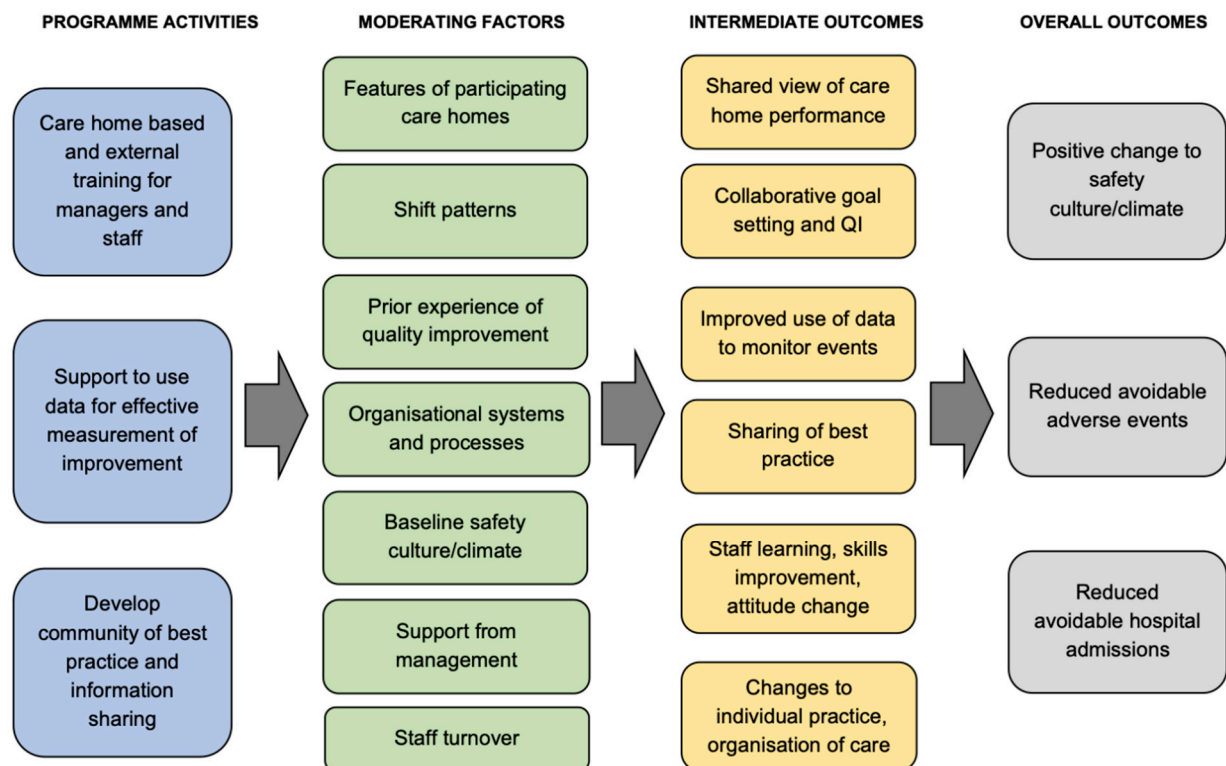 PROGRAMME ACTIVITIES
Care home based
and external
training for
managers and
staff
Support to use
data for effective
measurement of
improvement
Develop
community of best
practice and
information
sharing
MODERATING FACTORS
Features of participating
care homes
Shift patterns
Prior experience of
quality improvement
Organisational systems
and processes
Baseline safety
culture/climate
Support from
management
Staff turnover
INTERMEDIATE OUTCOMES
Shared view of care
home performance
Collaborative goal
setting and QI
Improved use of data
to monitor events
Sharing of best
practice
Staff learning, skills
improvement,
attitude change
Changes to
individual practice,
organisation of care
OVERALL OUTCOMES
Positive change to
safety
culture/climate
Reduced avoidable
adverse events
Reduced
avoidable hospital
admissions